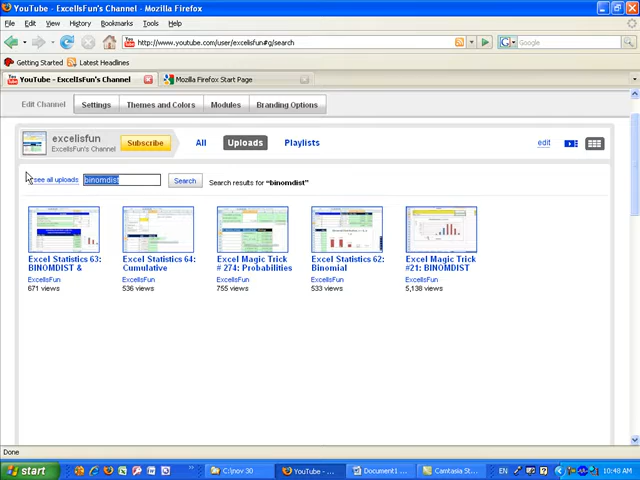 YouTube - ExcelIsFun's Channel - Mozilla Firefox
File Edit View History Bookmarks Tools Help
http://www.youtube.com/user/excelisfun#g/search
Google
Getting Started Latest Headlines
YouTube - ExcelIsFun's Channel Mozilla Firefox Start Page
Edit Channel Settings Themes and Colors Modules Branding Options
excelisfun
ExcelIsFun's Channel
Subscribe All Uploads Playlists edit
see all uploads binomdist Search Search results for "binomdist"
Excel Statistics 63: BINOMDIST &
ExcelIsFun
671 views
Excel Statistics 64: Cumulative
ExcelIsFun
536 views
Excel Magic Trick # 274: Probabilities
ExcelIsFun
755 views
Excel Statistics 62: Binomial
ExcelIsFun
533 views
Excel Magic Trick #21: BINOMDIST
ExcelIsFun
5,138 views
Done
start C:\nov 30 YouTube - ... Document1 ... Camtasia St... EN 10:48 AM